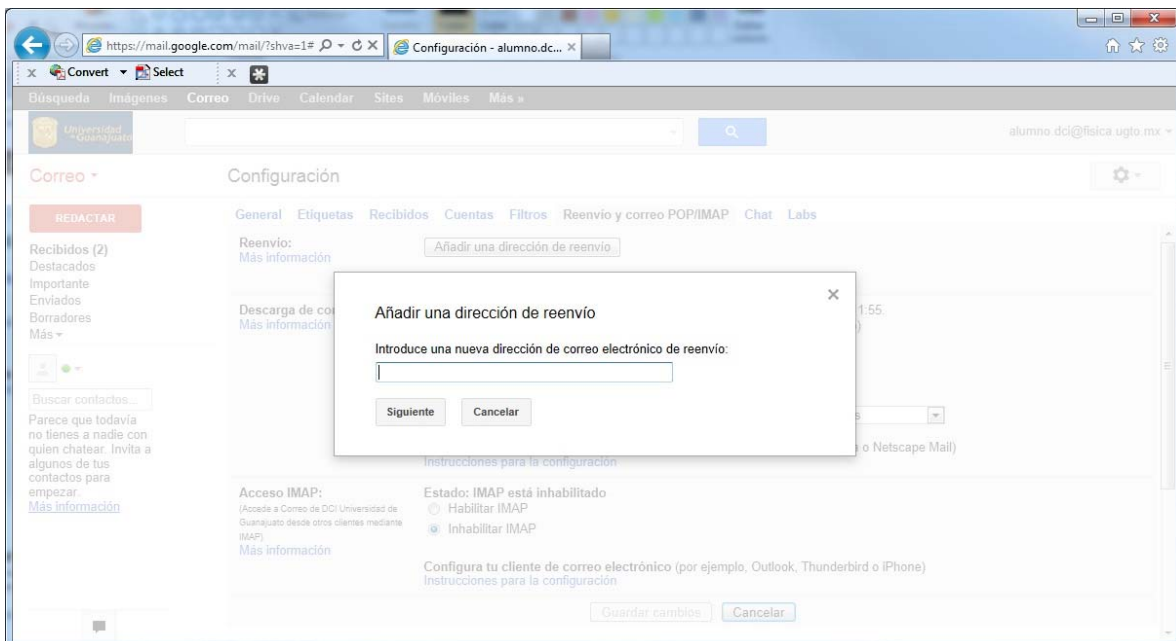 https://mail.google.com/mail/?shva=1#
Configuración - alumno.dc...
x Convert Select x
Búsqueda Imágenes Correo Drive Calendar Sites Móviles Más »
Universidad
de Guanajuato
alumno.dci@fisica.ugto.mx
Correo
Configuración
REDACTAR
General Etiquetas Recibidos Cuentas Filtros Reenvío y correo POP/IMAP Chat Labs
Recibidos (2)
Destacados
Importante
Enviados
Borradores
Más
Reenvío:
Más información
Añadir una dirección de reenvío
Descarga de co
Más información
1:55.
Añadir una dirección de reenvío
Introduce una nueva dirección de correo electrónico de reenvío:
Siguiente Cancelar
o Netscape Mail)
Instrucciones para la configuración
Buscar contactos...
Parece que todavía
no tienes a nadie con
quien chatear. Invita a
algunos de tus
contactos para
empezar.
Más información
Acceso IMAP:
(Accede a Correo de DCI Universidad de
Guanajuato desde otros clientes mediante
IMAP)
Más información
Estado: IMAP está inhabilitado
Habilitar IMAP
Inhabilitar IMAP
Configura tu cliente de correo electrónico (por ejemplo, Outlook, Thunderbird o iPhone)
Instrucciones para la configuración
Guardar cambios Cancelar